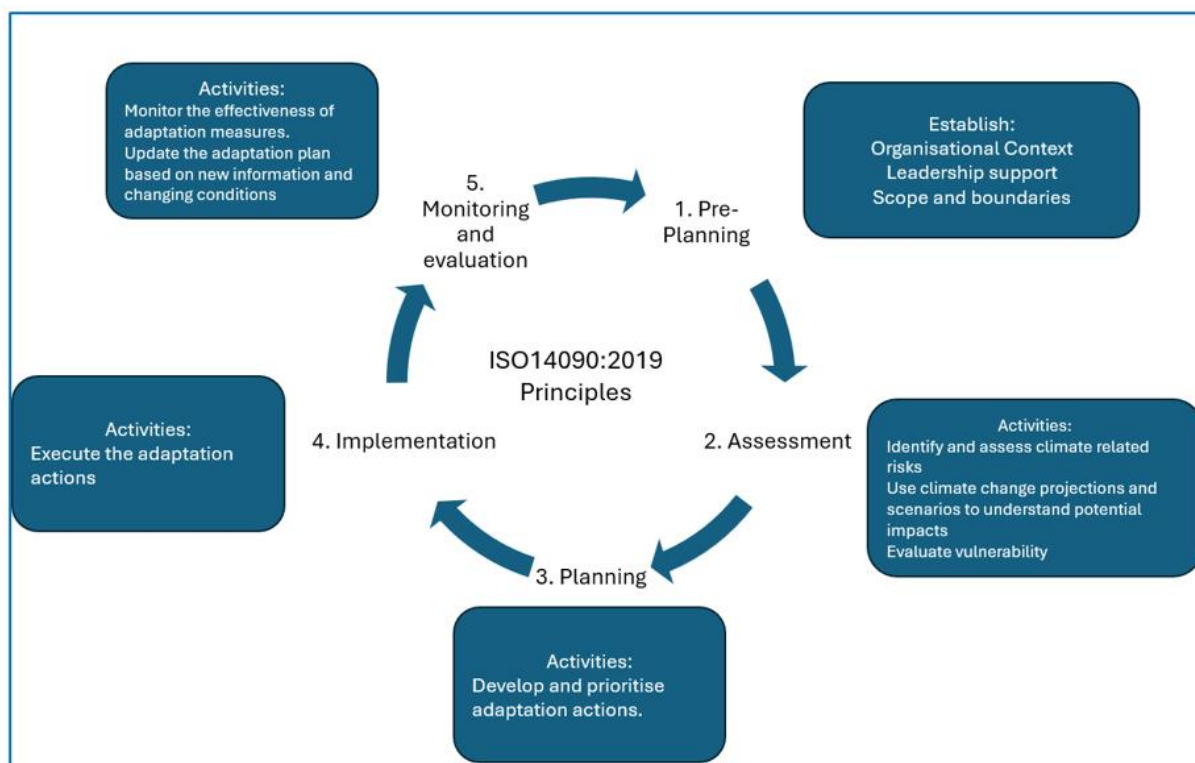 Activities:
Monitor the effectiveness of
adaptation measures.
Update the adaptation plan
based on new information and
changing conditions
Establish:
Organisational Context
Leadership support
Scope and boundaries
5.
Monitoring
and
evaluation
1. Pre-
Planning
ISO14090:2019
Principles
Activities:
Execute the adaptation
actions
4. Implementation
2. Assessment
Activities:
Identify and assess climate related
risks
Use climate change projections and
scenarios to understand potential
impacts
Evaluate vulnerability
3. Planning
Activities:
Develop and prioritise
adaptation actions.